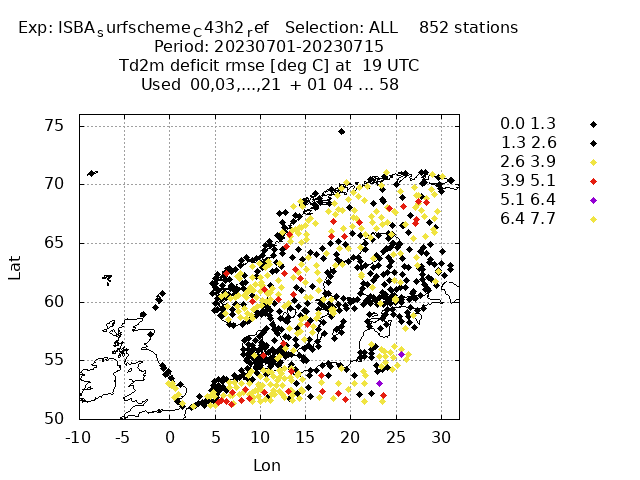 Exp: ISBA_surfscheme_C43h2_ref   Selection: ALL    852 stations
Period: 20230701-20230715
Td2m deficit rmse [deg C] at  19 UTC
Used  00,03,...,21  + 01 04 ... 58
0.0 1.3
1.3 2.6
2.6 3.9
3.9 5.1
5.1 6.4
6.4 7.7
75
70
65
60
55
50
Lat
-10 -5 0 5 10 15 20 25 30
Lon